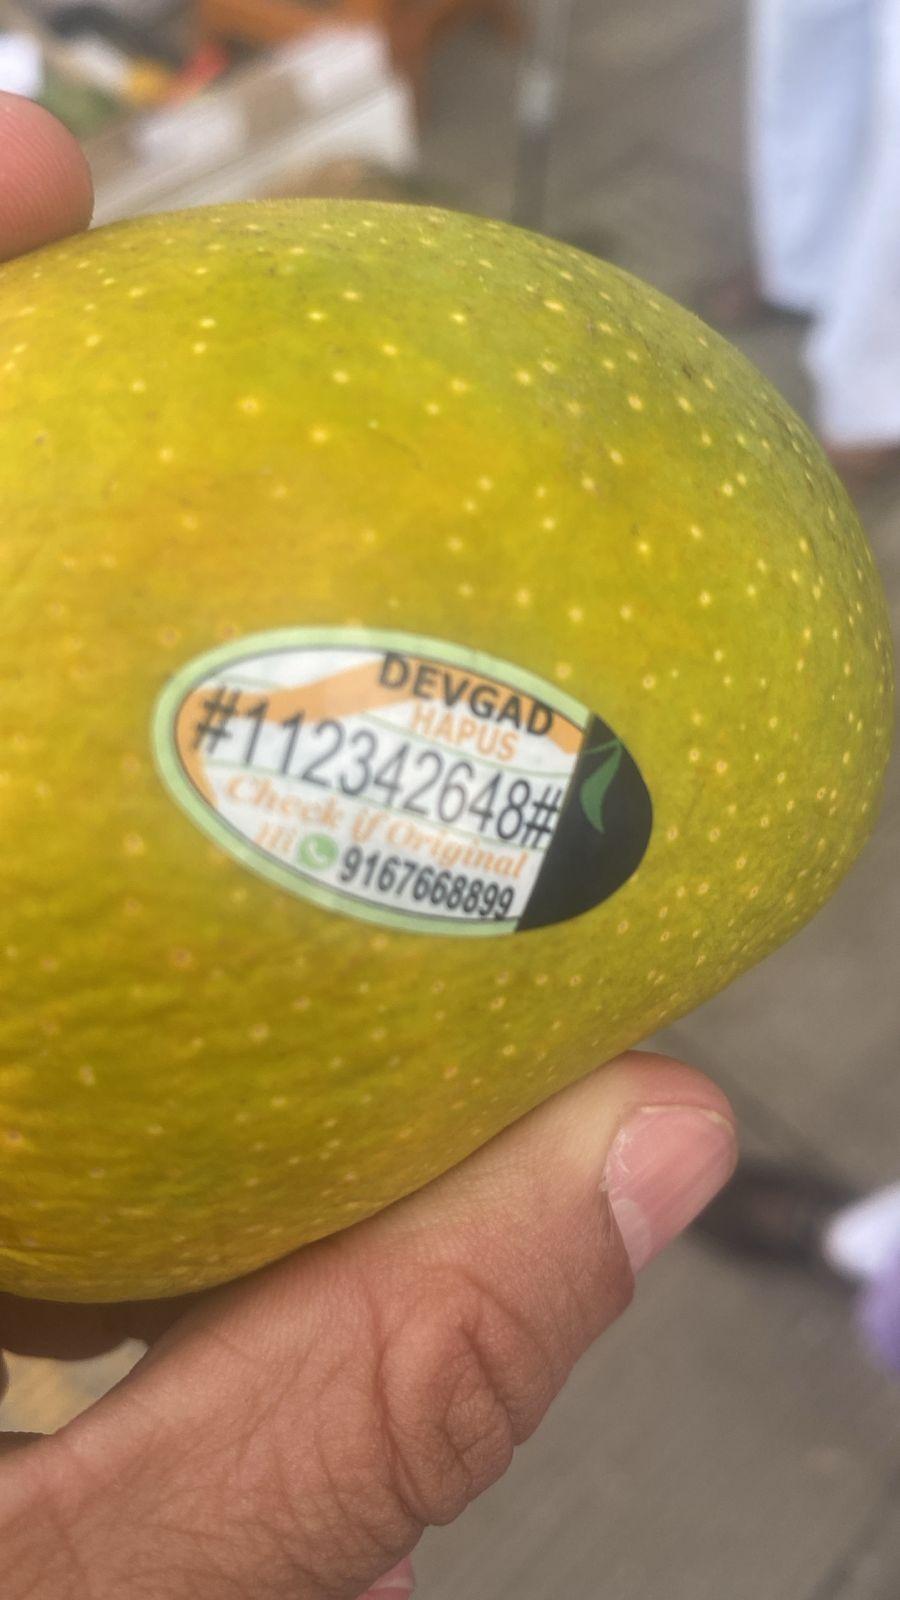 DEVGAD
HAPUS
#112342648#
Check if Original
Hi 9167668899